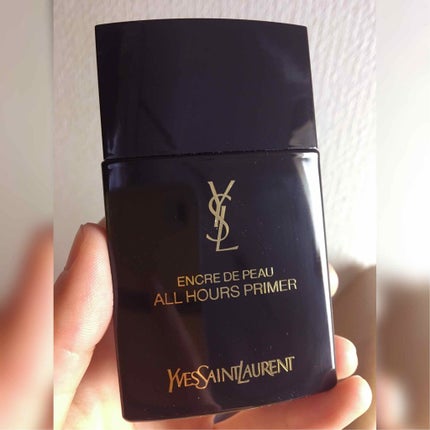 YSL
ENCRE DE PEAU
ALL HOURS PRIMER
YVESSAINTLAURENT